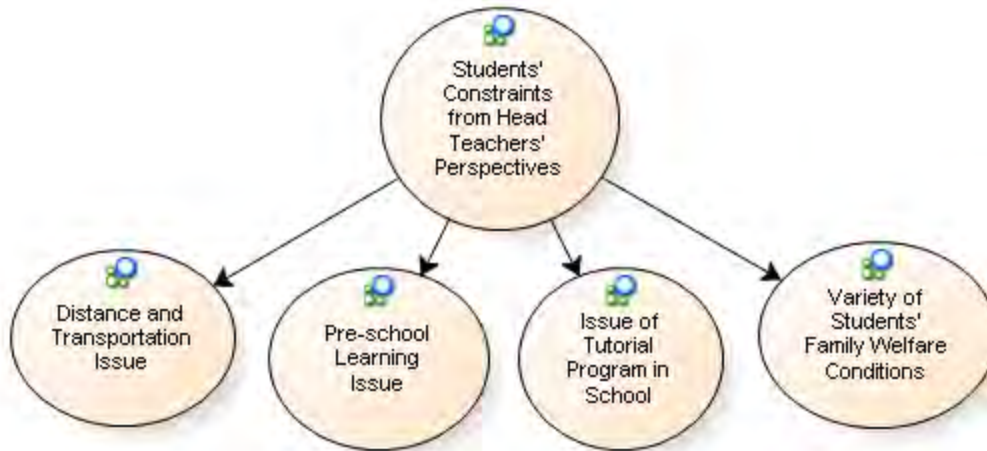 Students'
Constraints
from Head
Teachers'
Perspectives
Distance and
Transportation
Issue
Pre-school
Learning
Issue
Issue of
Tutorial
Program in
School
Variety of
Students'
Family Welfare
Conditions